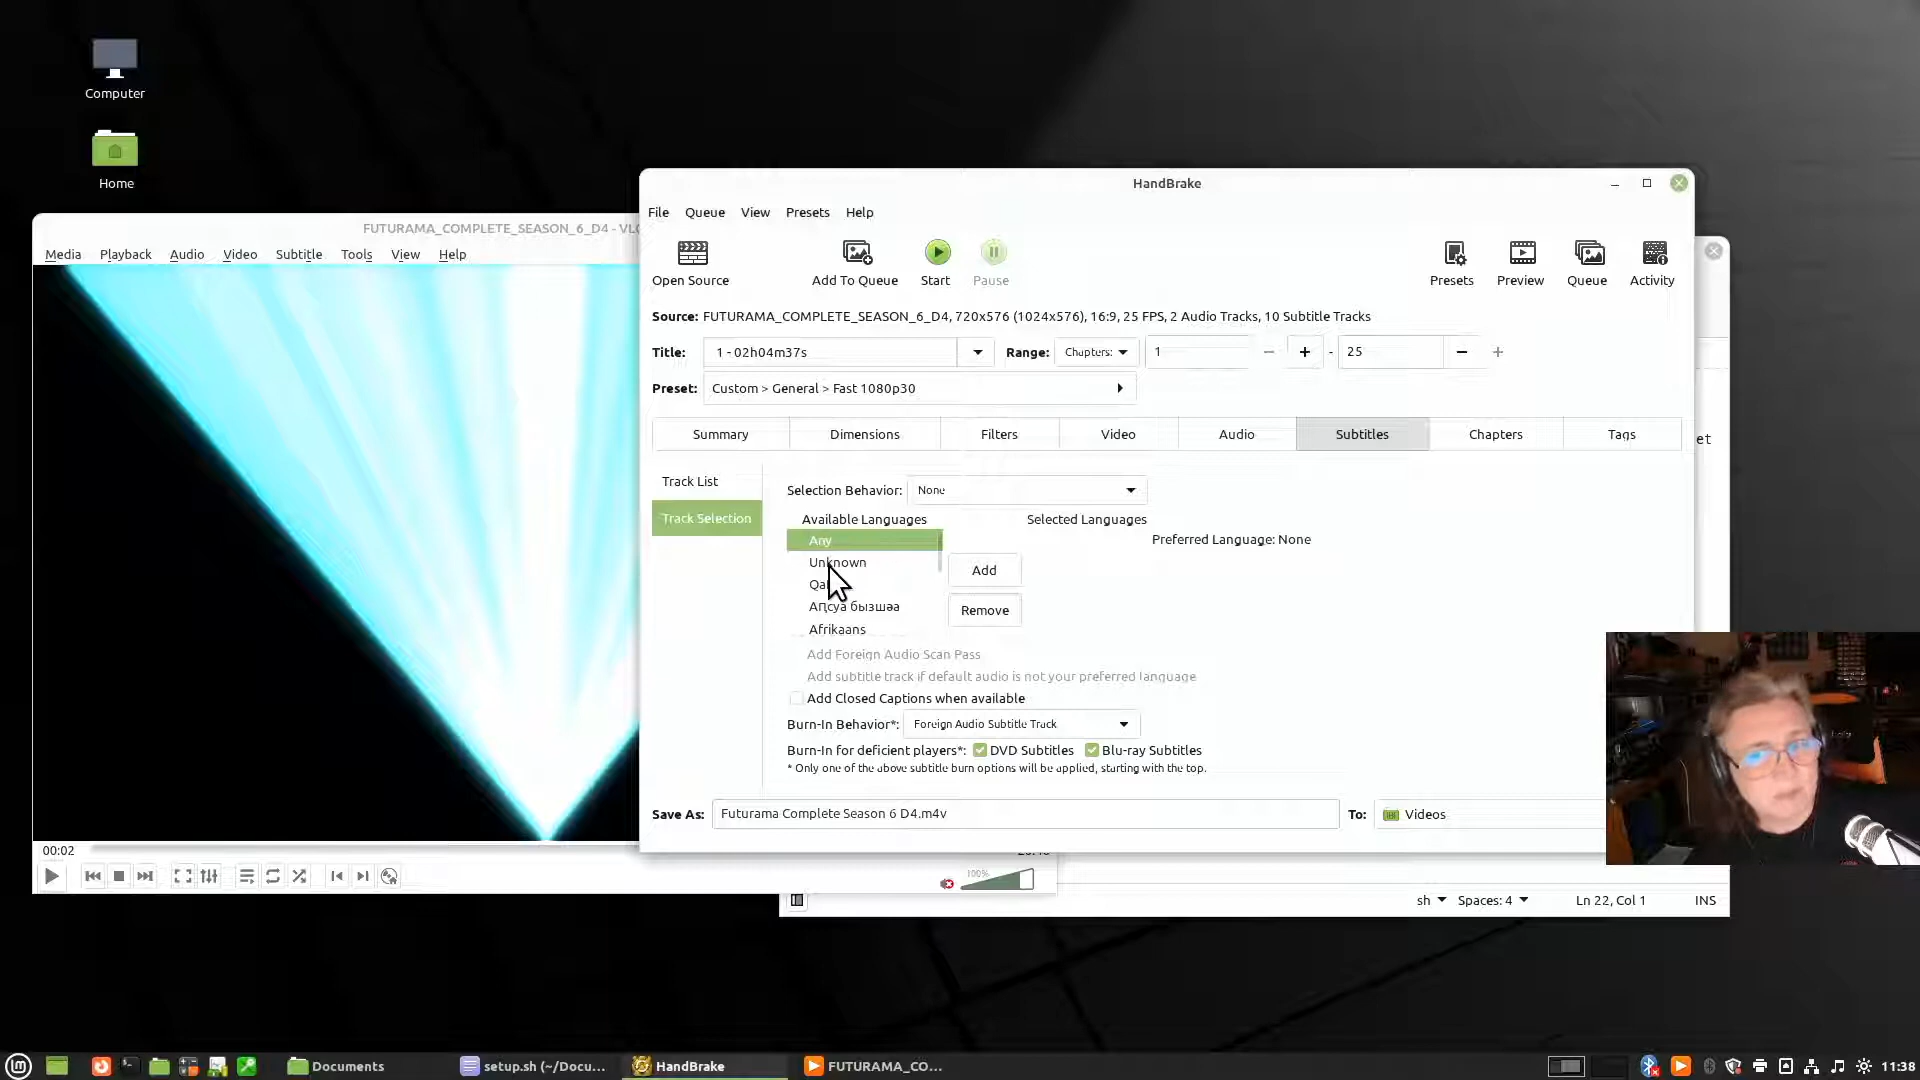 Computer
Home
FUTURAMA_COMPLETE_SEASON_6_D4 - VLC
Media Playback Audio Video Subtitle Tools View Help
00:02
100%
HandBrake
File Queue View Presets Help
Open Source Add To Queue Start Pause Presets Preview Queue Activity
Source: FUTURAMA_COMPLETE_SEASON_6_D4, 720x576 (1024x576), 16:9, 25 FPS, 2 Audio Tracks, 10 Subtitle Tracks
Title: 1 - 02h04m37s Range: Chapters: 1 - 25
Preset: Custom > General > Fast 1080p30
Summary Dimensions Filters Video Audio Subtitles Chapters Tags
et
Track List
Track Selection
Selection Behavior: None
Available Languages Selected Languages
Preferred Language: None
Any
Unknown
Аҧсуа бызшәа
Afrikaans
Add
Remove
Add Foreign Audio Scan Pass
Add subtitle track if default audio is not your preferred language
Add Closed Captions when available
Burn-In Behavior*: Foreign Audio Subtitle Track
Burn-In for deficient players*: DVD Subtitles Blu-ray Subtitles
* Only one of the above subtitle burn options will be applied, starting with the top.
Save As: Futurama Complete Season 6 D4.m4v To: Videos
sh Spaces: 4 Ln 22, Col 1 INS
Documents setup.sh (~/Docu... HandBrake FUTURAMA_CO... 11:38